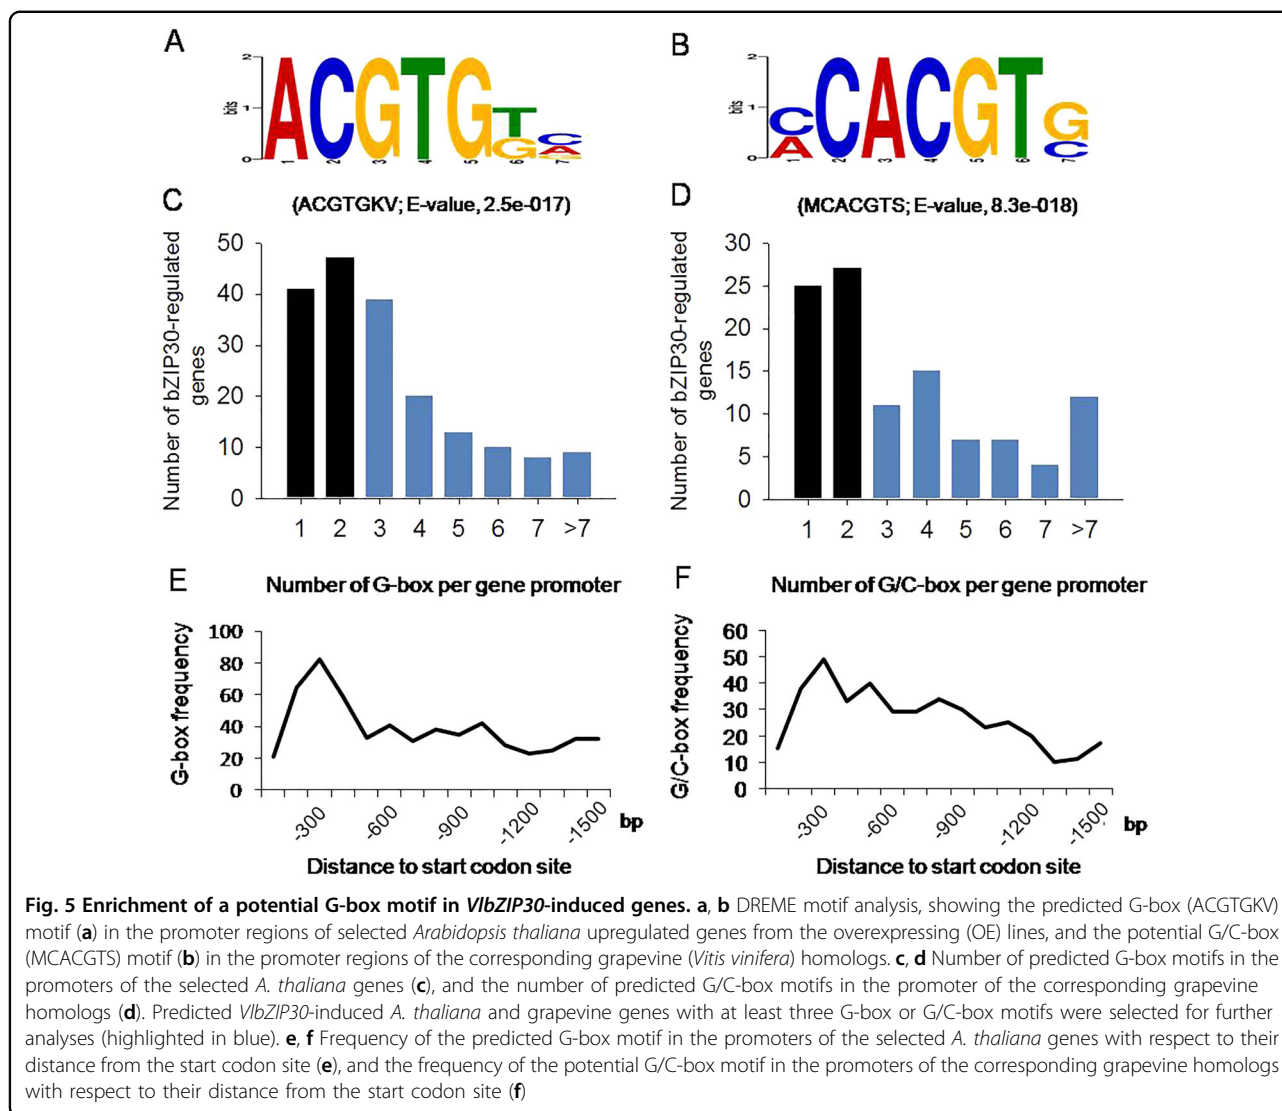 A
B
2
bits
1
0
ACGTGTC
GA
G
1 2 3 4 5 6 7
2
bits
1
0
CCACGTG
A C
1 2 3 4 5 6 7
C
(ACGTGKV; E-value, 2.5e-017)
D
(MCACGTS; E-value, 8.3e-018)
Number of bZIP30-regulated
genes
50
40
30
20
10
0
1 2 3 4 5 6 7 >7
Number of G-box per gene promoter
Number of bZIP30-regulated
genes
30
25
20
15
10
5
0
1 2 3 4 5 6 7 >7
Number of G/C-box per gene promoter
E
G-box frequency
100
80
60
40
20
0
-300 -600 -900 -1200 -1500 bp
Distance to start codon site
F
G/C-box frequency
60
50
40
30
20
10
0
-300 -600 -900 -1200 -1500 bp
Distance to start codon site
Fig. 5 Enrichment of a potential G-box motif in VlbZIP30-induced genes. a, b DREME motif analysis, showing the predicted G-box (ACGTGKV)
motif (a) in the promoter regions of selected Arabidopsis thaliana upregulated genes from the overexpressing (OE) lines, and the potential G/C-box
(MCACGTS) motif (b) in the promoter regions of the corresponding grapevine (Vitis vinifera) homologs. c, d Number of predicted G-box motifs in the
promoters of the selected A. thaliana genes (c), and the number of predicted G/C-box motifs in the promoter of the corresponding grapevine
homologs (d). Predicted VlbZIP30-induced A. thaliana and grapevine genes with at least three G-box or G/C-box motifs were selected for further
analyses (highlighted in blue). e, f Frequency of the predicted G-box motif in the promoters of the selected A. thaliana genes with respect to their
distance from the start codon site (e), and the frequency of the potential G/C-box motif in the promoters of the corresponding grapevine homologs
with respect to their distance from the start codon site (f)